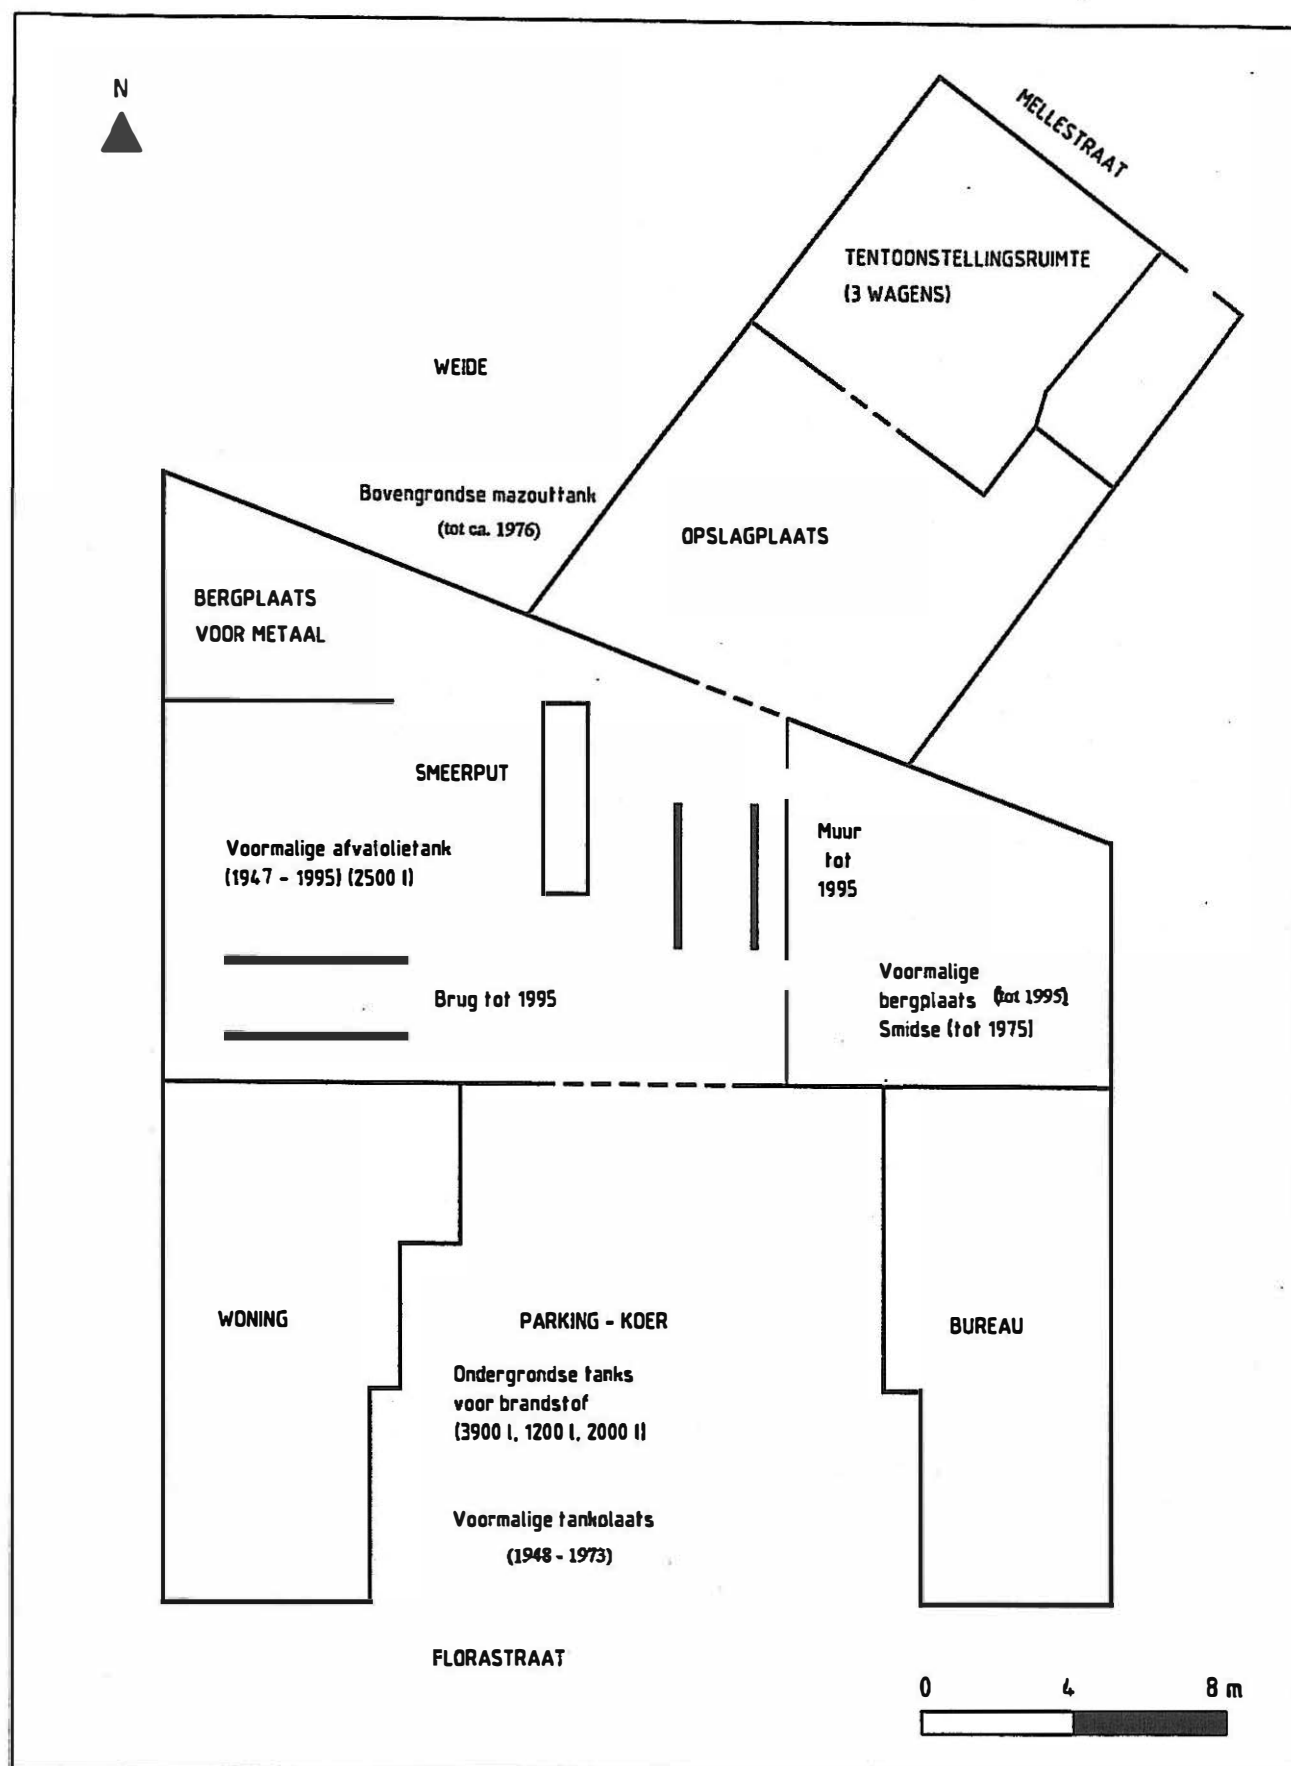 N
MELLESTRAAT
TENTOONSTELLINGSRUIMTE
(3 WAGENS)
WEIDE
Bovengrondse mazouttank
(tot ca. 1976)
OPSLAGPLAATS
BERGPLAATS
VOOR METAAL
SMEERPUT
Voormalige afvalolietank
(1947 - 1995) (2500 l)
Muur
tot
1995
Voormalige
bergplaats (tot 1995)
Smidse (tot 1975)
Brug tot 1995
WONING
PARKING - KOER
BUREAU
Ondergrondse tanks
voor brandstof
(3900 l, 1200 l, 2000 l)
Voormalige tankplaats
(1948 - 1973)
FLORASTRAAT
0 4 8 m